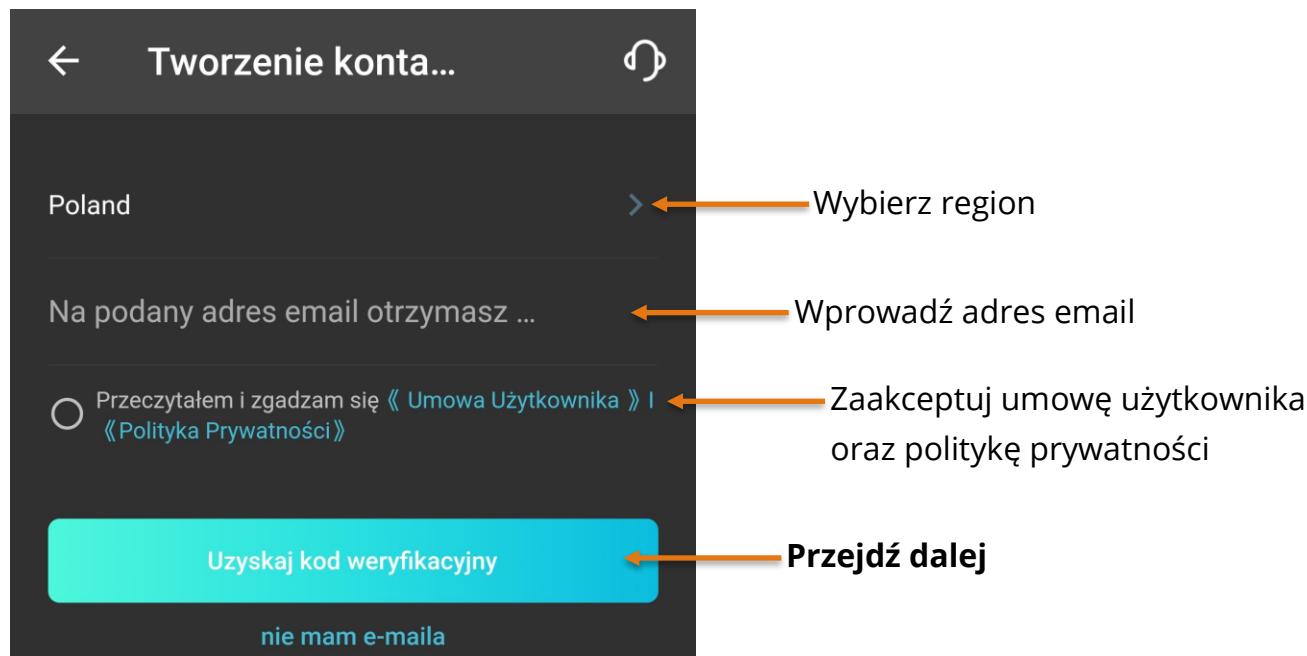 Tworzenie konta...
Poland
Wybierz region
Na podany adres email otrzymasz ...
Wprowadź adres email
Przeczytałem i zgadzam się 《 Umowa Użytkownika 》 I
《Polityka Prywatności》
Zaakceptuj umowę użytkownika
oraz politykę prywatności
Uzyskaj kod weryfikacyjny
Przejdź dalej
nie mam e-maila